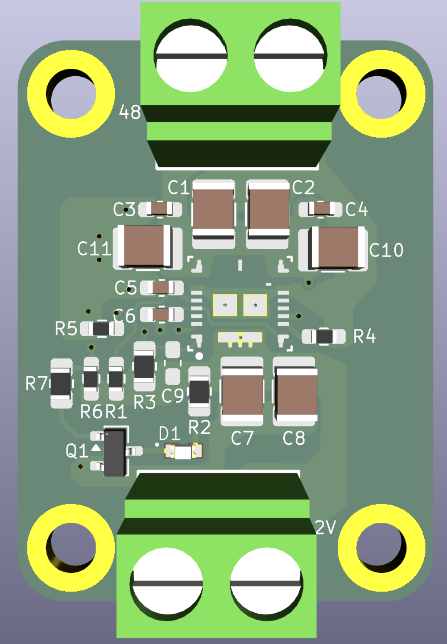 48
C1 C2
C3 C4
C11 C10
C5
C6
R5 R4
R7 R6 R1 R3 C9 R2
C7 C8
Q1 D1
2V